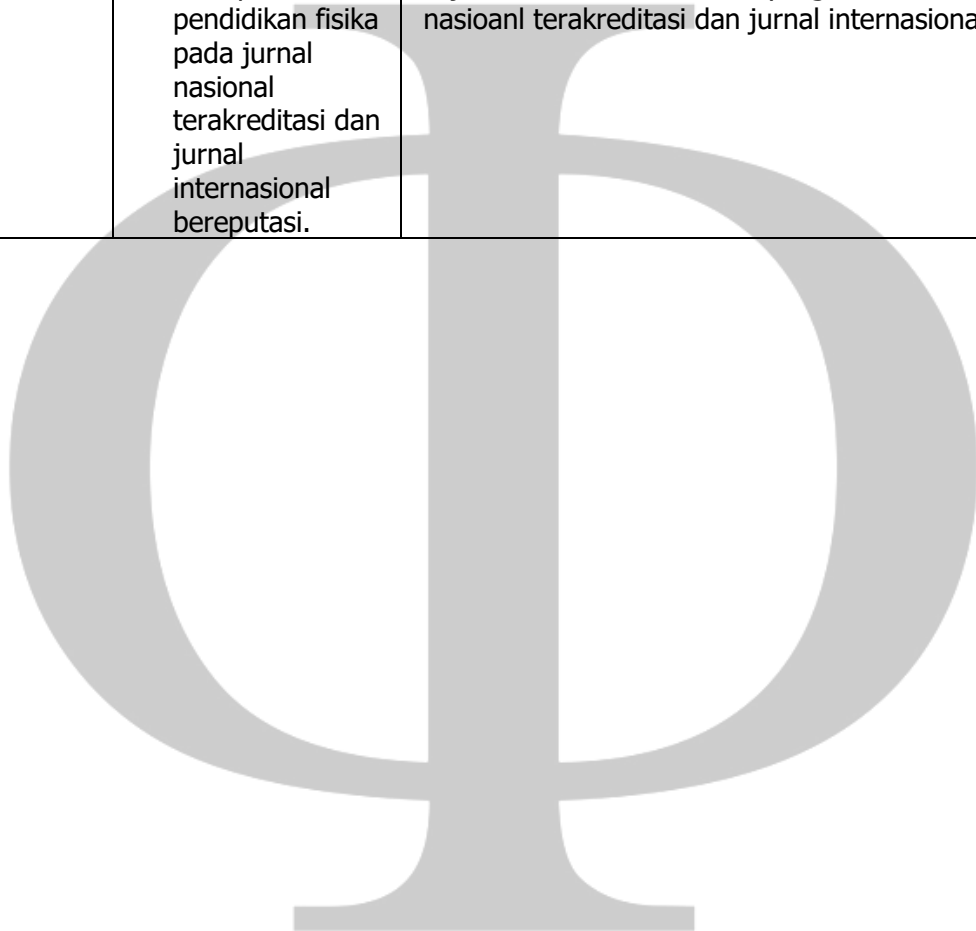 pendidikan fisika
pada jurnal
nasional
terakreditasi dan
jurnal
internasional
bereputasi.
nasioanl terakreditasi dan jurnal internasiona
Φ